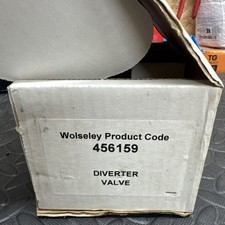 Wolseley Product Code
456159
DIVERTER
VALVE